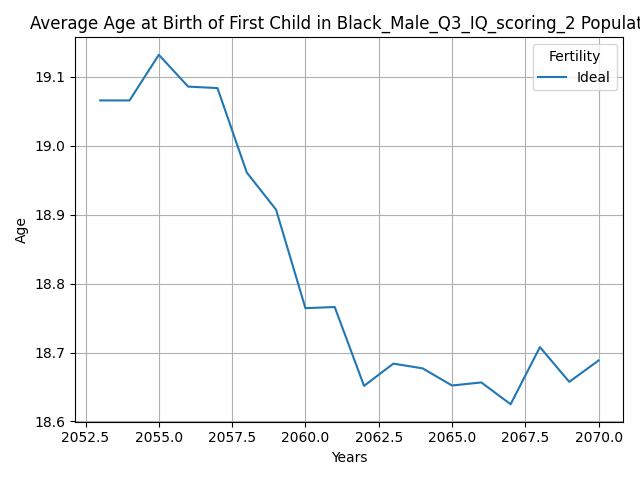 Average Age at Birth of First Child in Black_Male_Q3_IQ_scoring_2 Populat
Fertility
Ideal
19.1
19.0
18.9
18.8
18.7
18.6
Age
2052.5 2055.0 2057.5 2060.0 2062.5 2065.0 2067.5 2070.0
Years